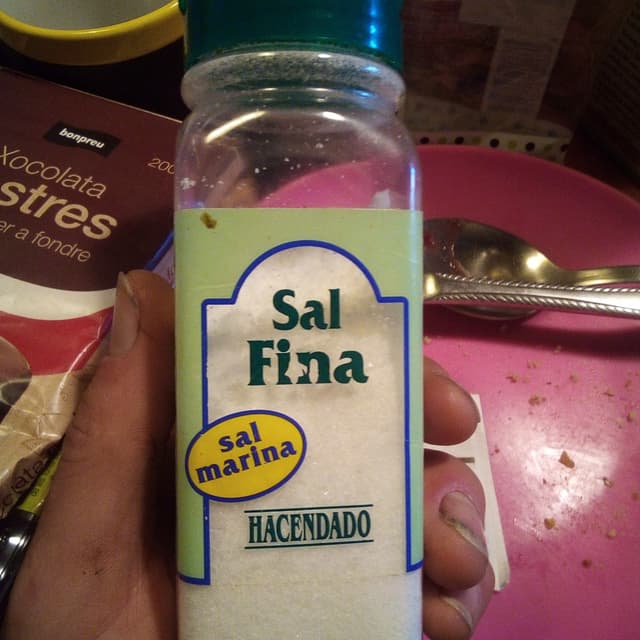 bonpreu
200
xocolata
stres
er a fondre
Sal
Fina
sal
marina
HACENDADO